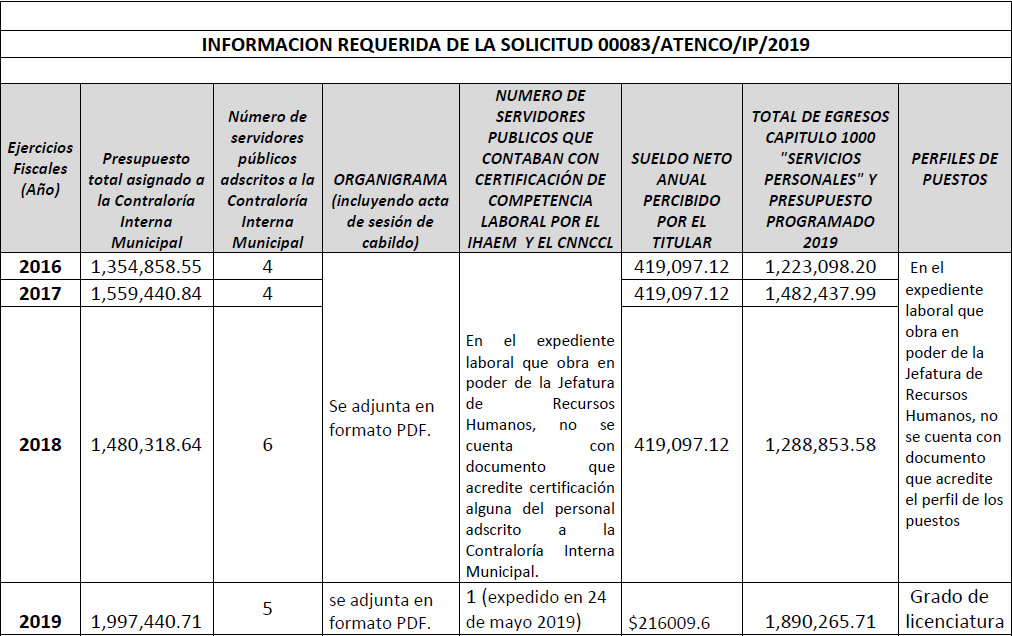 INFORMACION REQUERIDA DE LA SOLICITUD 00083/ATENCO/IP/2019
Ejercicios
Fiscales
(Año)
Presupuesto
total asignado a
la Contraloría
Interna
Municipal
Número de
servidores
públicos
adscritos a la
Contraloría
Interna
Municipal
ORGANIGRAMA
(incluyendo acta
de sesión de
cabildo)
NUMERO DE
SERVIDORES
PUBLICOS QUE
CONTABAN CON
CERTIFICACIÓN DE
COMPETENCIA
LABORAL POR EL
IHAEM Y EL CNNCCL
SUELDO NETO
ANUAL
PERCIBIDO
POR EL
TITULAR
TOTAL DE EGRESOS
CAPITULO 1000
"SERVICIOS
PERSONALES" Y
PRESUPUESTO
PROGRAMADO
2019
PERFILES DE
PUESTOS
2016 1,354,858.55 4 419,097.12 1,223,098.20
2017 1,559,440.84 4 419,097.12 1,482,437.99
2018 1,480,318.64 6
Se adjunta en
formato PDF.
En el expediente
laboral que obra en
poder de la Jefatura
de Recursos
Humanos, no se
cuenta con
documento que
acredite certificación
alguna del personal
adscrito a la
Contraloría Interna
Municipal.
419,097.12 1,288,853.58
En el
expediente
laboral que
obra en
poder de la
Jefatura de
Recursos
Humanos, no
se cuenta con
documento
que acredite
el perfil de los
puestos
2019 1,997,440.71 5
se adjunta en
formato PDF.
1 (expedido en 24
de mayo 2019)
$216009.6 1,890,265.71
Grado de
licenciatura